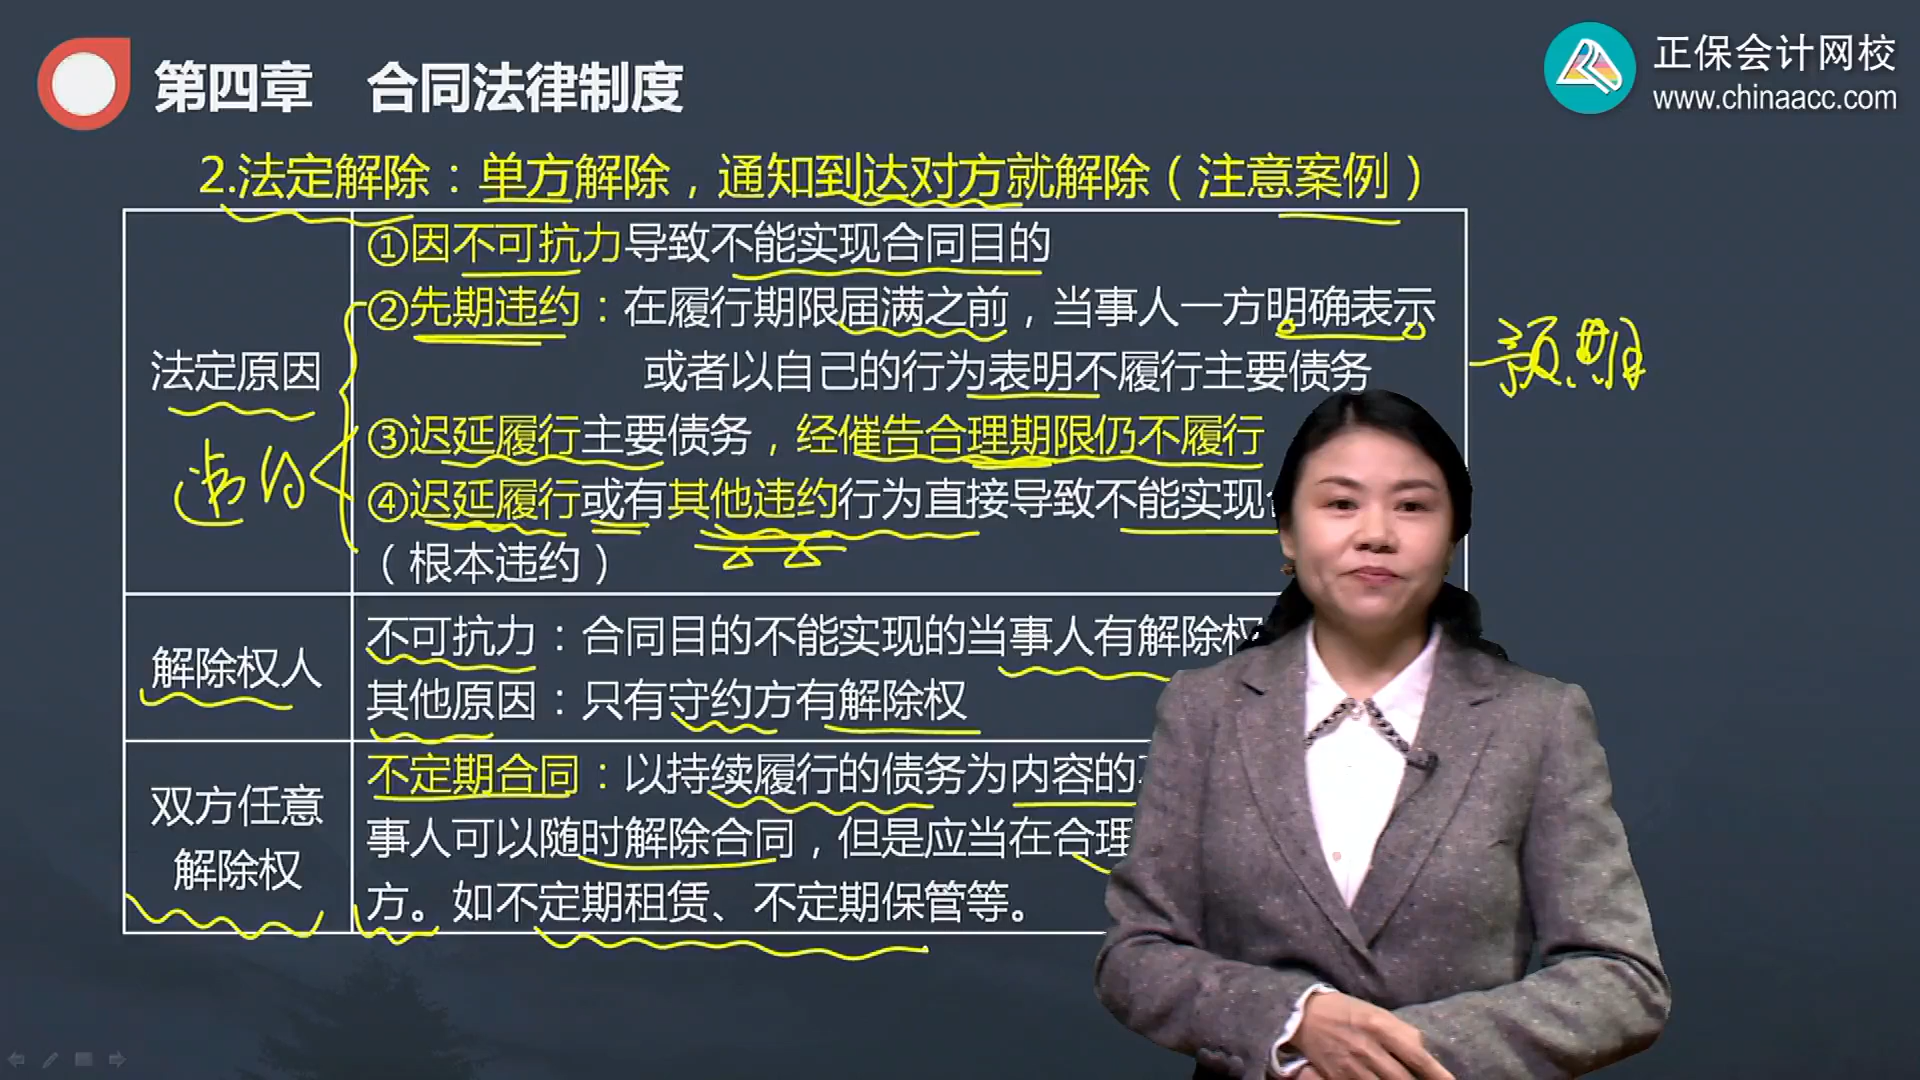 第四章 合同法律制度
正保会计网校
www.chinaacc.com
2.法定解除：单方解除，通知到达对方就解除（注意案例）
法定原因
①因不可抗力导致不能实现合同目的
②先期违约：在履行期限届满之前，当事人一方明确表示
或者以自己的行为表明不履行主要债务
③迟延履行主要债务，经催告合理期限仍不履行
④迟延履行或有其他违约行为直接导致不能实现
（根本违约）
违约
预期
解除权人
不可抗力：合同目的不能实现的当事人有解除权
其他原因：只有守约方有解除权
双方任意
解除权
不定期合同：以持续履行的债务为内容的
事人可以随时解除合同，但是应当在合理
方。如不定期租赁、不定期保管等。